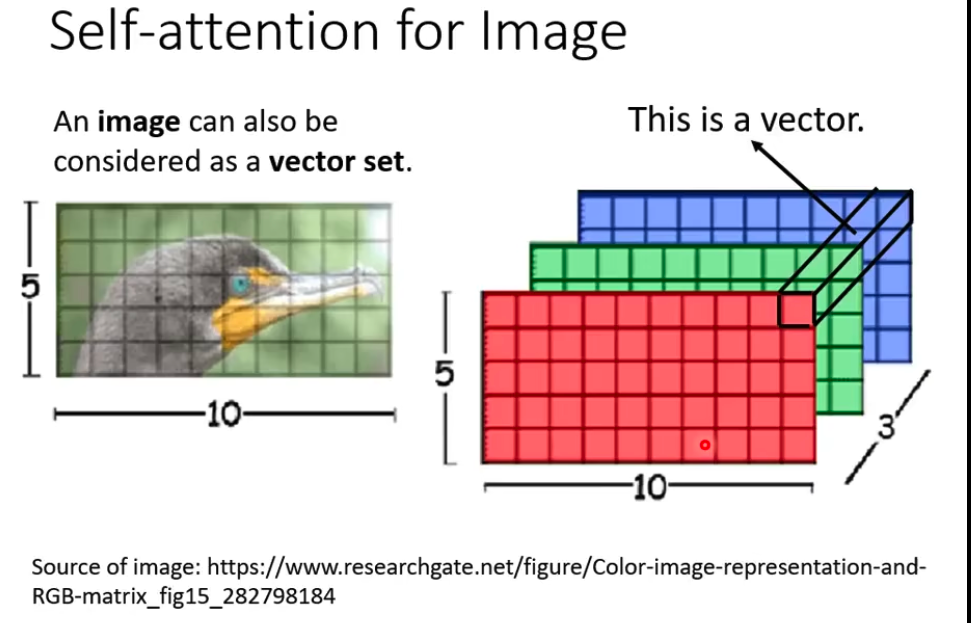 Self-attention for Image
An image can also be
considered as a vector set.
This is a vector.
5
10
5
10
3
Source of image: https://www.researchgate.net/figure/Color-image-representation-and-
RGB-matrix_fig15_282798184